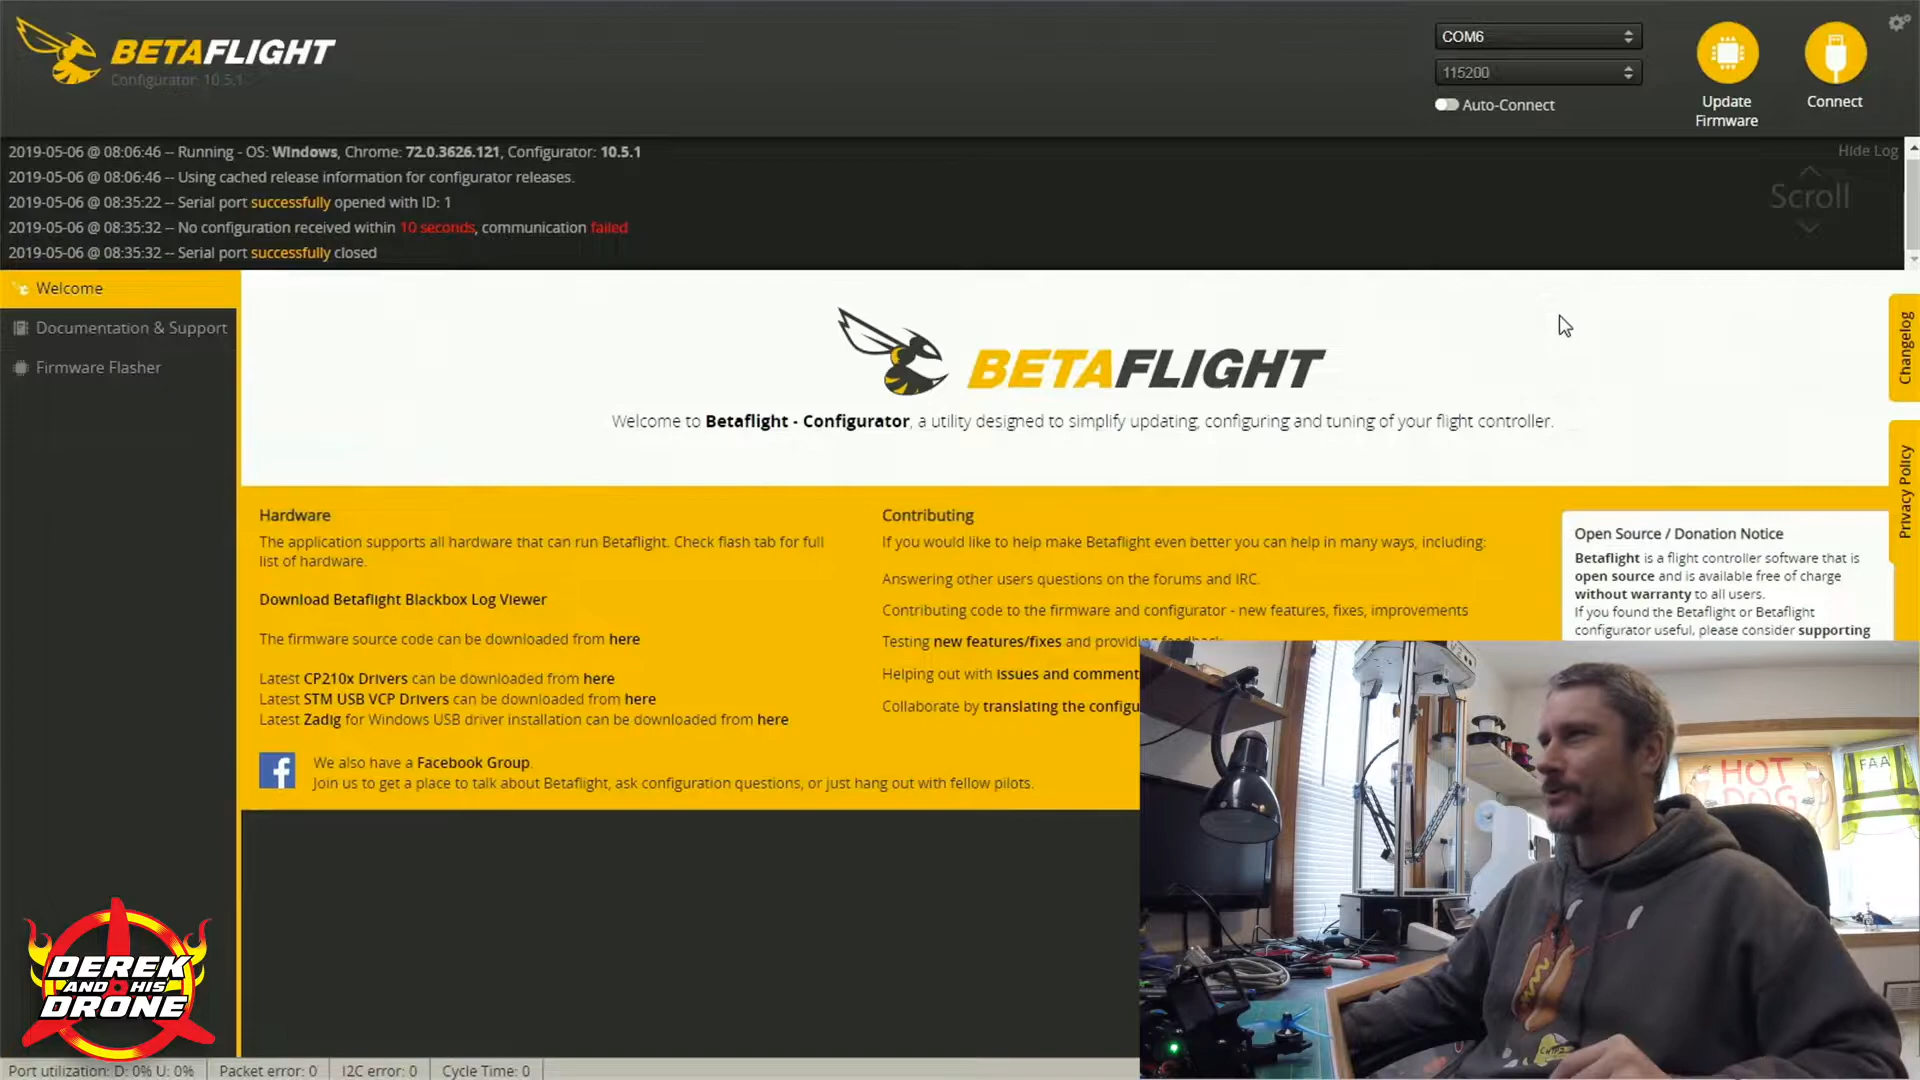 BETAFLIGHT
Configurator: 10.5.1
COM6
115200
Auto-Connect
Update
Firmware
Connect
2019-05-06 @ 08:06:46 -- Running - OS: Windows, Chrome: 72.0.3626.121, Configurator: 10.5.1
2019-05-06 @ 08:06:46 -- Using cached release information for configurator releases.
2019-05-06 @ 08:35:22 -- Serial port successfully opened with ID: 1
2019-05-06 @ 08:35:32 -- No configuration received within 10 seconds, communication failed
2019-05-06 @ 08:35:32 -- Serial port successfully closed
Hide Log
Scroll
Welcome
Documentation & Support
Firmware Flasher
BETAFLIGHT
Welcome to Betaflight - Configurator, a utility designed to simplify updating, configuring and tuning of your flight controller.
Changelog
Privacy Policy
Hardware
The application supports all hardware that can run Betaflight. Check flash tab for full
list of hardware.
Download Betaflight Blackbox Log Viewer
The firmware source code can be downloaded from here
Latest CP210x Drivers can be downloaded from here
Latest STM USB VCP Drivers can be downloaded from here
Latest Zadig for Windows USB driver installation can be downloaded from here
We also have a Facebook Group.
Join us to get a place to talk about Betaflight, ask configuration questions, or just hang out with fellow pilots.
Contributing
If you would like to help make Betaflight even better you can help in many ways, including:
Answering other users questions on the forums and IRC.
Contributing code to the firmware and configurator - new features, fixes, improvements
Testing new features/fixes and providing feedback
Helping out with issues and comment
Collaborate by translating the configu
Open Source / Donation Notice
Betaflight is a flight controller software that is
open source and is available free of charge
without warranty to all users.
If you found the Betaflight or Betaflight
configurator useful, please consider supporting
HOT
DOG
FAA
DEREK
AND HIS
DRONE
Port utilization: D: 0% U: 0%
Packet error: 0
I2C error: 0
Cycle Time: 0